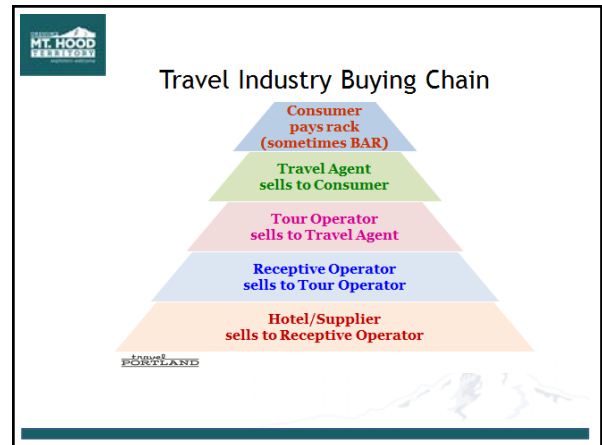 OREGON'S
MT. HOOD
TERRITORY
Travel Industry Buying Chain
Consumer
pays rack
(sometimes BAR)
Travel Agent
sells to Consumer
Tour Operator
sells to Travel Agent
Receptive Operator
sells to Tour Operator
Hotel/Supplier
sells to Receptive Operator
travel
PORTLAND